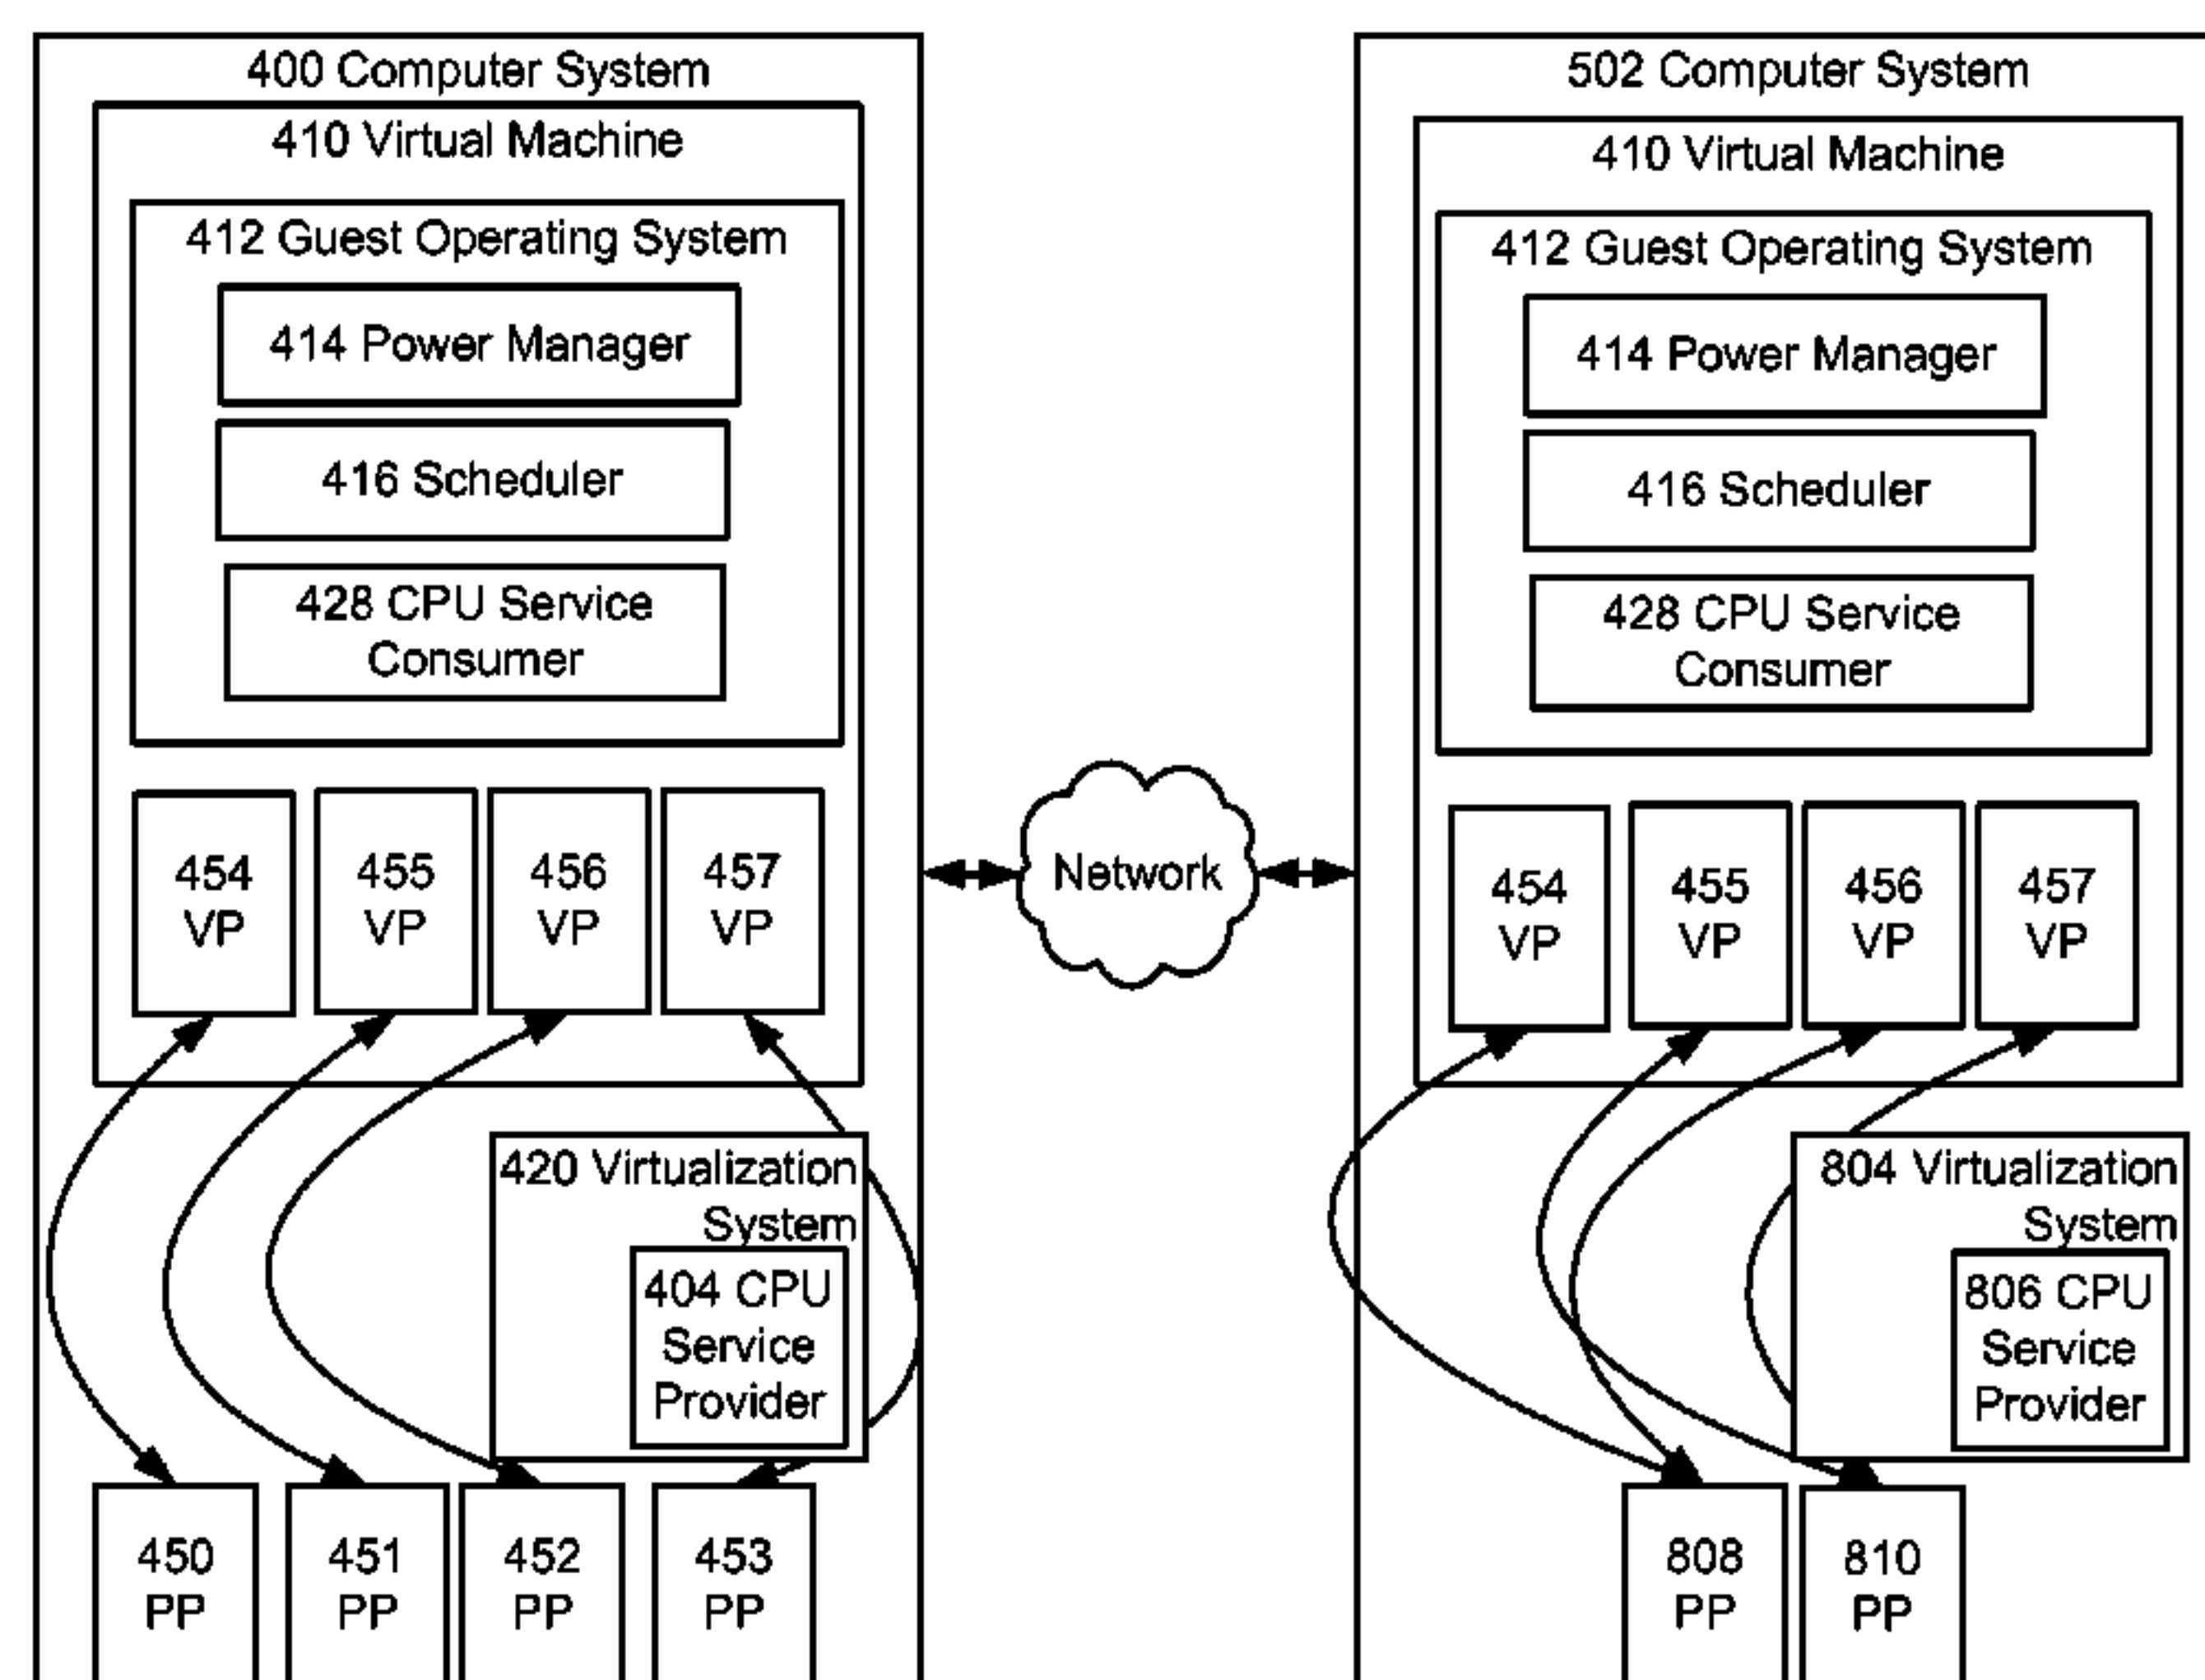 400 Computer System
410 Virtual Machine
412 Guest Operating System
414 Power Manager
416 Scheduler
428 CPU Service
Consumer
454
VP
455
VP
456
VP
457
VP
420 Virtualization
System
404 CPU
Service
Provider
450
PP
451
PP
452
PP
453
PP
Network
502 Computer System
410 Virtual Machine
412 Guest Operating System
414 Power Manager
416 Scheduler
428 CPU Service
Consumer
454
VP
455
VP
456
VP
457
VP
804 Virtualization
System
806 CPU
Service
Provider
808
PP
810
PP